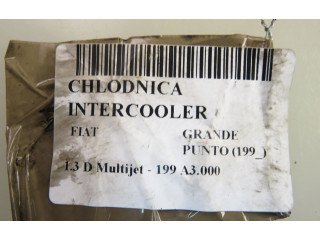 CHLODNICA
INTERCOOLER
FIAT GRANDE
PUNTO (199_)
1.3 D Multijet - 199 A3.000